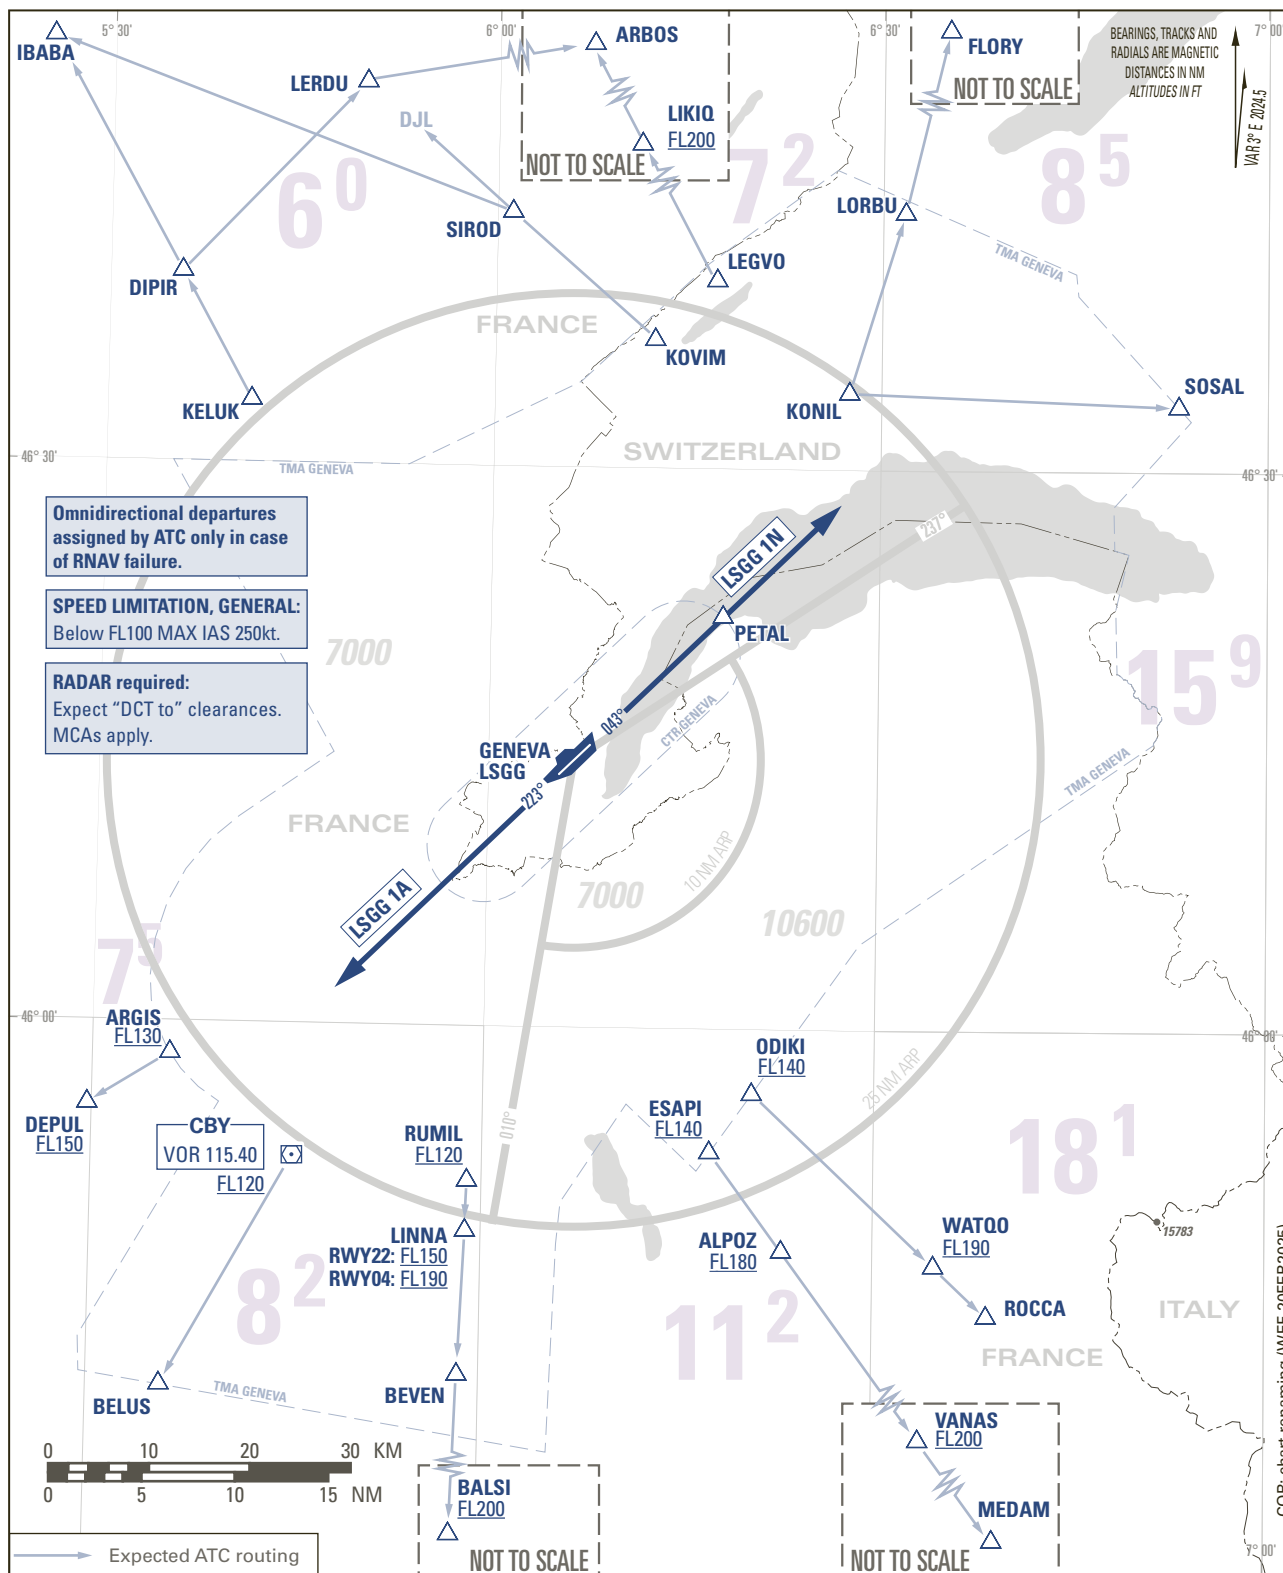 5° 30'
6° 00'
6° 30'
7° 00'
IBABA
LERDU
ARBOS
FLORY
BEARINGS, TRACKS AND
RADIALS ARE MAGNETIC
DISTANCES IN NM
ALTITUDES IN FT
VAR 3° E 2024.5
NOT TO SCALE
DJL
LIKIQ
FL200
NOT TO SCALE
6 0
7 2
8 5
SIROD
LORBU
TMA GENEVA
DIPIR
LEGVO
FRANCE
KOVIM
KELUK
KONIL
SOSAL
46° 30'
TMA GENEVA
SWITZERLAND
46° 30'
Omnidirectional departures
assigned by ATC only in case
of RNAV failure.
SPEED LIMITATION, GENERAL:
Below FL100 MAX IAS 250kt.
RADAR required:
Expect “DCT to” clearances.
MCAs apply.
7000
LSGG 1N
237°
PETAL
15 9
043°
CTR GENEVA
GENEVA
LSGG
223°
TMA GENEVA
FRANCE
10 NM ARP
7000
10600
LSGG 1A
7 5
46° 00'
ARGIS
FL130
46° 00'
ODIKI
FL140
25 NM ARP
DEPUL
FL150
CBY
VOR 115.40
FL120
RUMIL
FL120
010°
ESAPI
FL140
18 1
LINNA
RWY22: FL150
RWY04: FL190
ALPOZ
FL180
WATQO
FL190
15783
8 2
11 2
ROCCA
ITALY
FRANCE
BELUS
TMA GENEVA
BEVEN
VANAS
FL200
0 10 20 30 KM
0 5 10 15 NM
BALSI
FL200
MEDAM
NOT TO SCALE
NOT TO SCALE
Expected ATC routing
7° 00'
COR: chart renaming (WEF 20FEB2025)